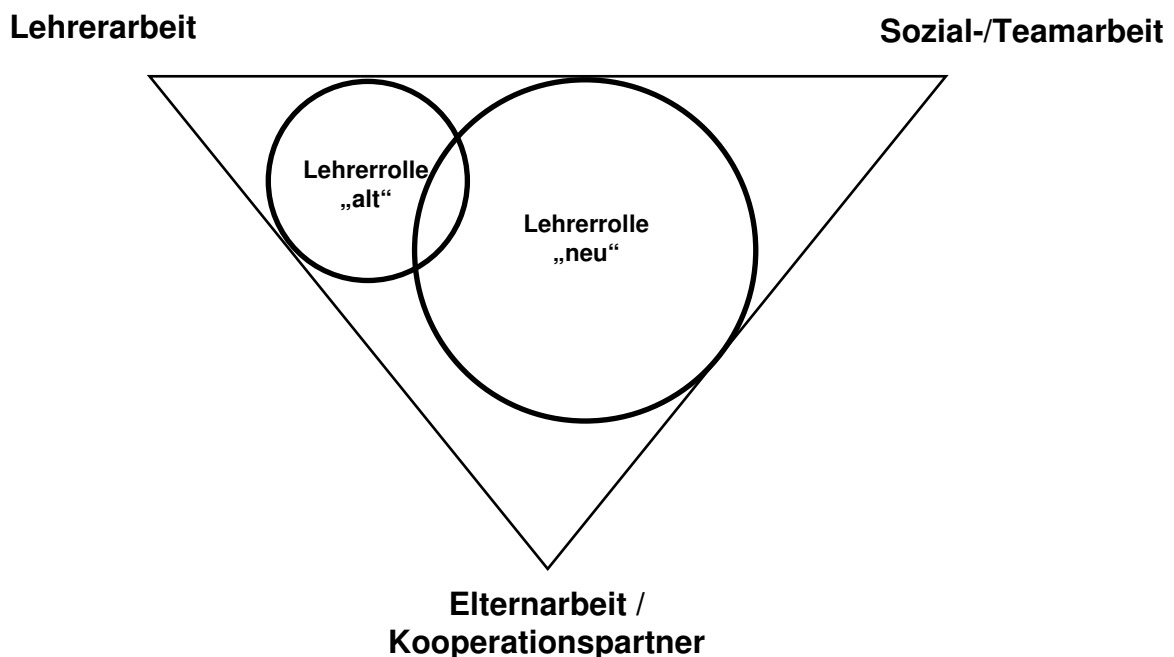 Lehrerarbeit
Sozial-/Teamarbeit
Lehrerrolle
„alt“
Lehrerrolle
„neu“
Elternarbeit /
Kooperationspartner